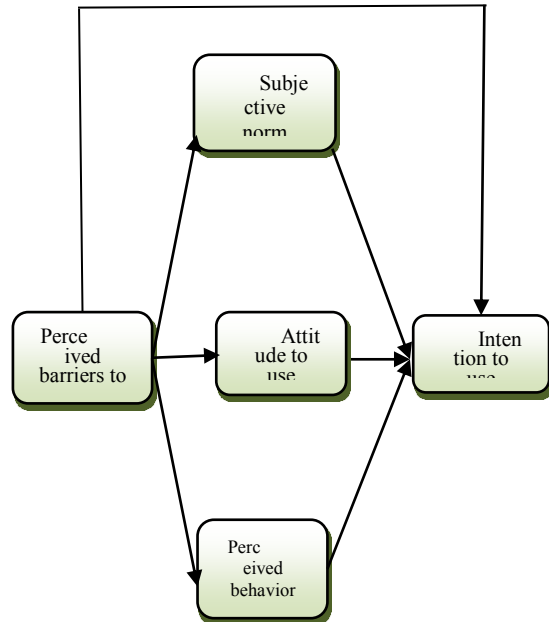 Subje
ctive
norm
Perce
ived
barriers to
Attit
ude to
use
Inten
tion to
use
Perc
eived
behavior